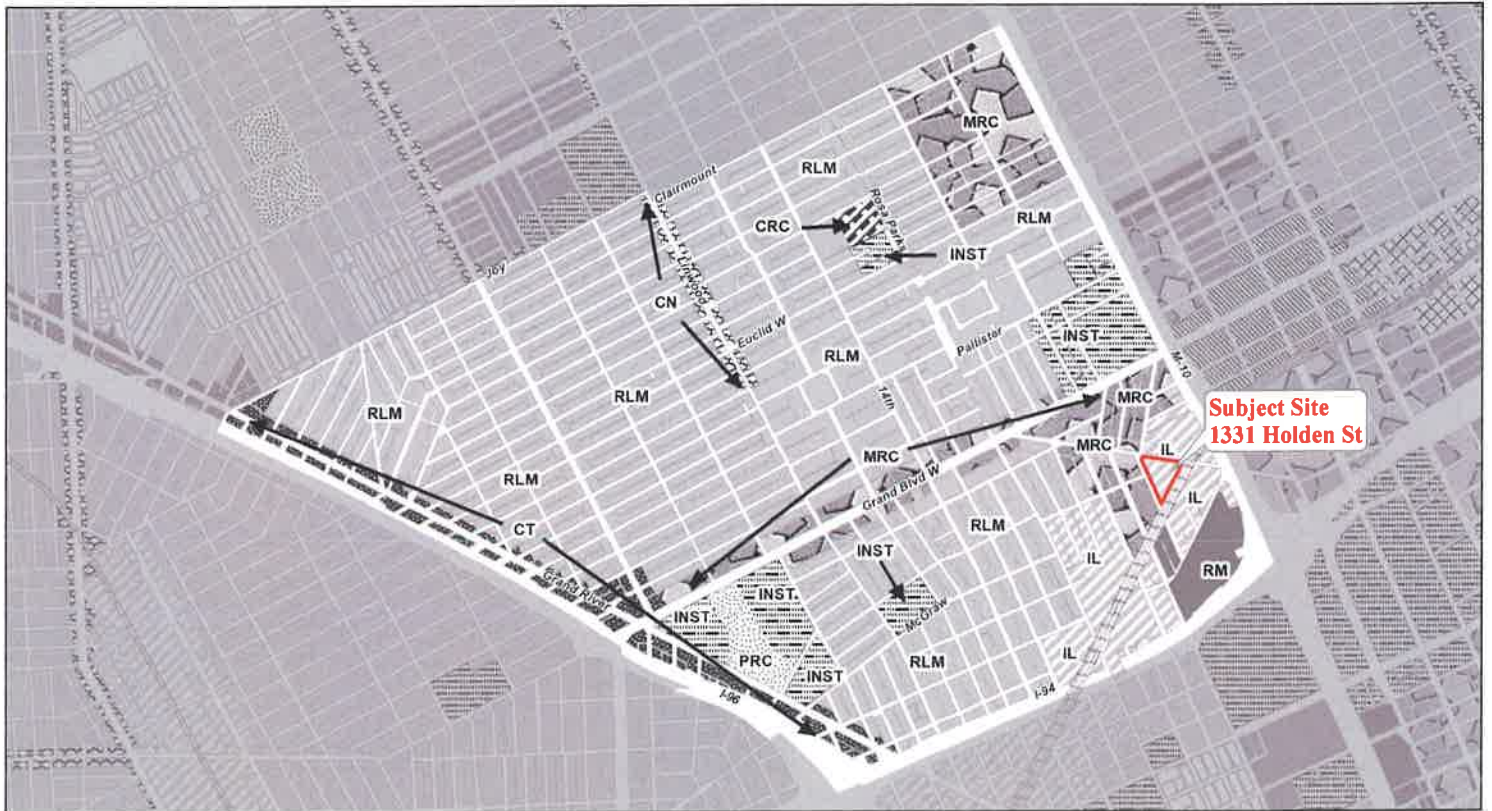 MRC
Clairmount
RLM
Rosa Parks
RLM
CRC
INST
Joy
Linwood
CN
Euclid W
INST
Pallister
M-10
RLM
RLM
RLM
14th
MRC
Subject Site
1331 Holden St
MRC
IL
MRC
Grand Blvd W
IL
RLM
CT
RLM
INST
IL
RM
Grand River
INST
INST
McGraw
PRC
RLM
IL
INST
I-96
I-94